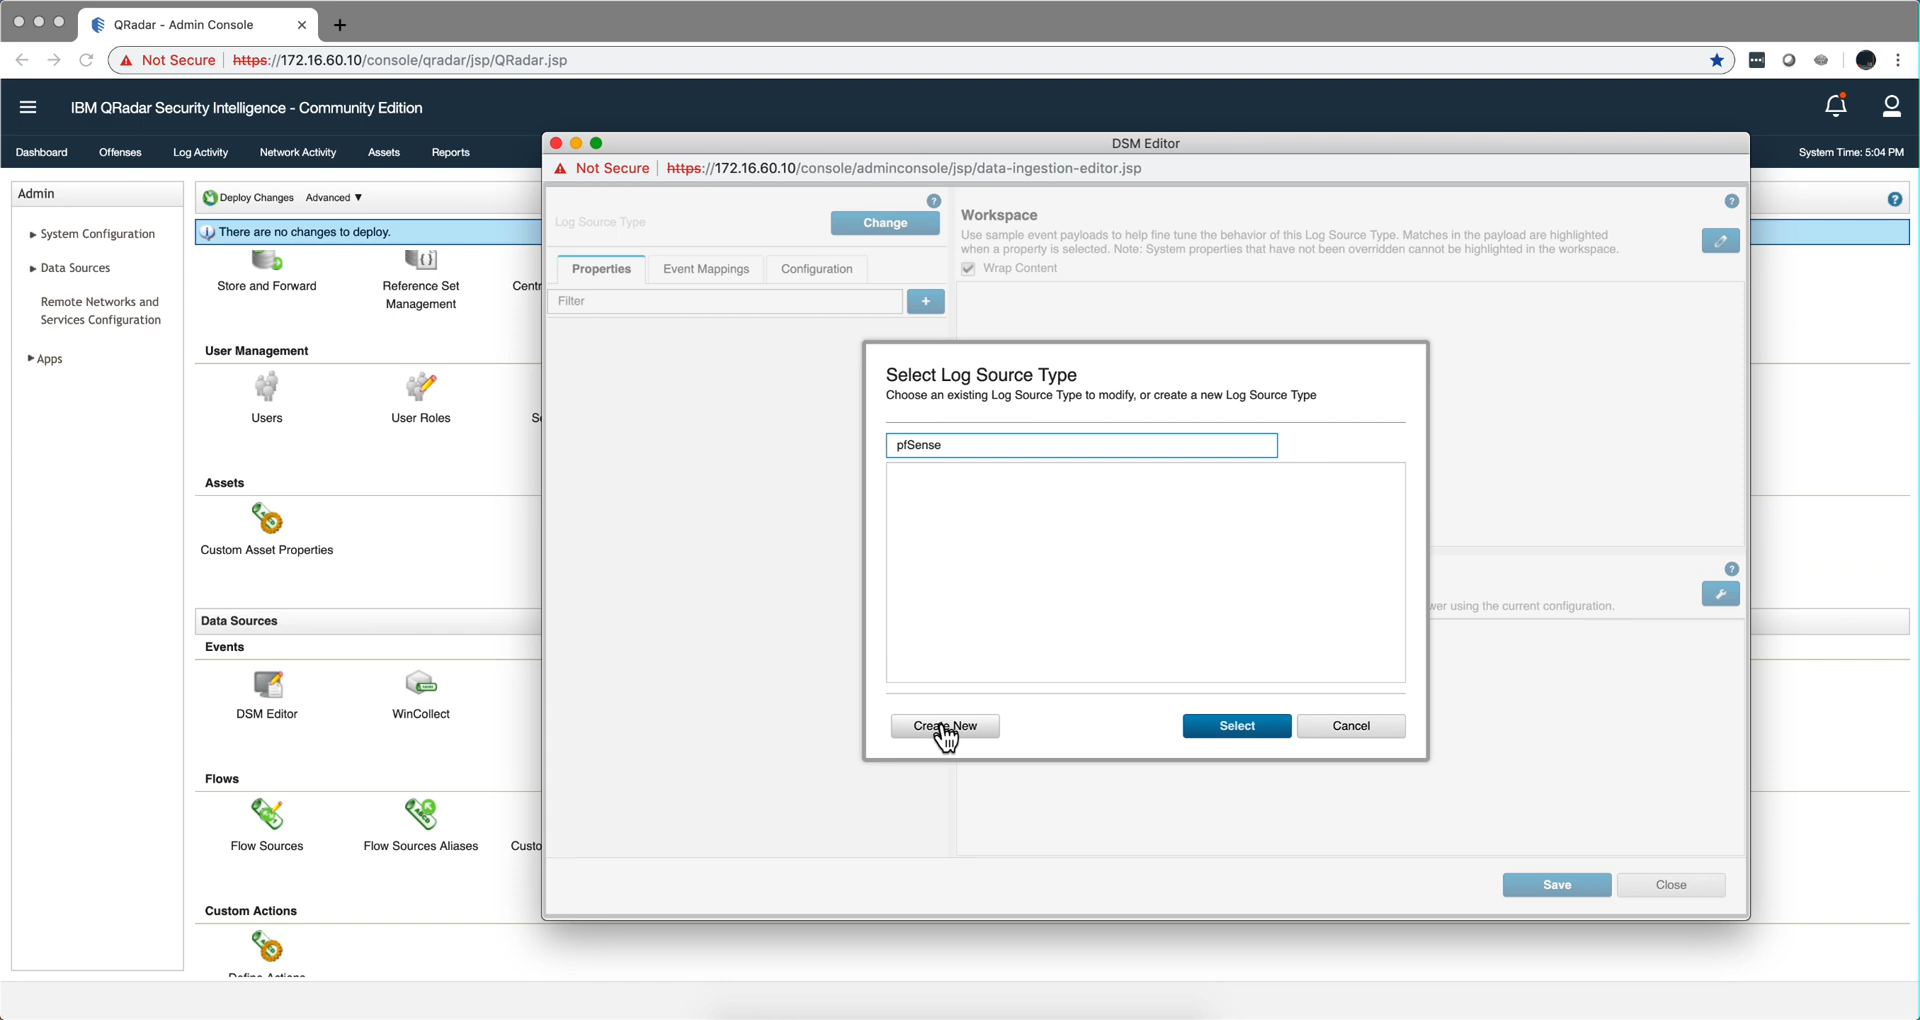 QRadar - Admin Console
Not Secure https://172.16.60.10/console/qradar/jsp/QRadar.jsp
IBM QRadar Security Intelligence - Community Edition
Dashboard Offenses Log Activity Network Activity Assets Reports
System Time: 5:04 PM
Admin
System Configuration
Data Sources
Remote Networks and
Services Configuration
Apps
Deploy Changes Advanced
There are no changes to deploy.
Store and Forward
Reference Set
Management
Centr
User Management
Users
User Roles
Se
Assets
Custom Asset Properties
Data Sources
Events
DSM Editor
WinCollect
Flows
Flow Sources
Flow Sources Aliases
Custo
Custom Actions
Define Actions
DSM Editor
Not Secure https://172.16.60.10/console/adminconsole/jsp/data-ingestion-editor.jsp
Log Source Type
Change
Properties Event Mappings Configuration
Filter
+
Workspace
Use sample event payloads to help fine tune the behavior of this Log Source Type. Matches in the payload are highlighted
when a property is selected. Note: System properties that have not been overridden cannot be highlighted in the workspace.
Wrap Content
Select Log Source Type
Choose an existing Log Source Type to modify, or create a new Log Source Type
pfSense
Create New
Select
Cancel
wer using the current configuration.
Save
Close